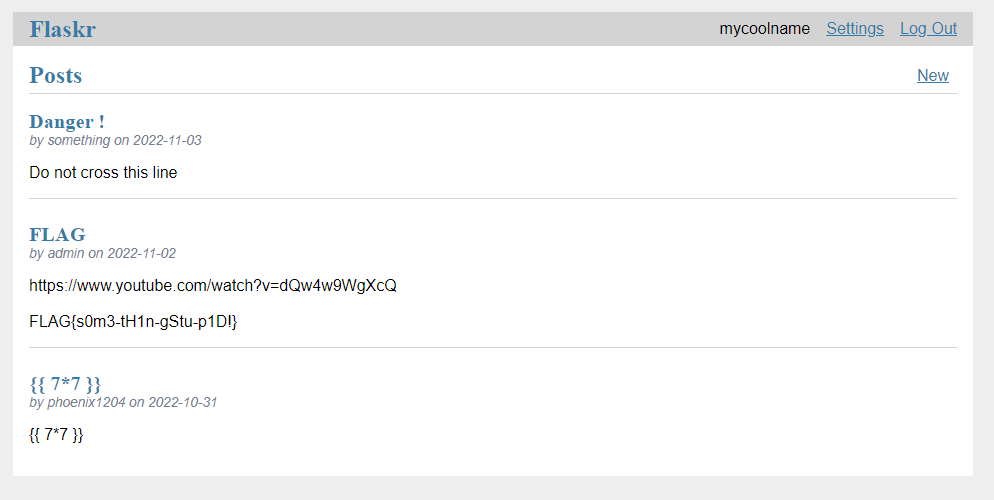 Flaskr
mycoolname Settings Log Out
Posts
New
Danger !
by something on 2022-11-03
Do not cross this line
FLAG
by admin on 2022-11-02
https://www.youtube.com/watch?v=dQw4w9WgXcQ
FLAG{s0m3-tH1n-gStu-p1D!}
{{ 7*7 }}
by phoenix1204 on 2022-10-31
{{ 7*7 }}